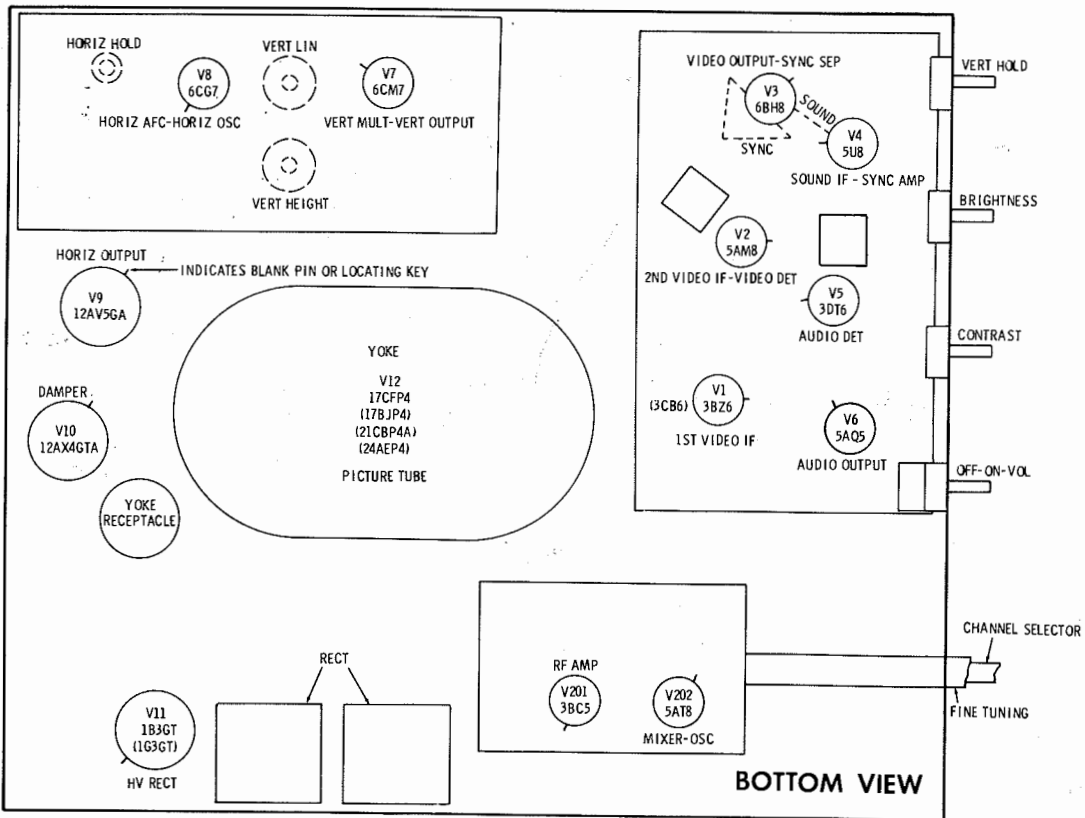 HORIZ HOLD
VERT LIN
V8
6CG7
V7
6CM7
HORIZ AFC-HORIZ OSC
VERT MULT-VERT OUTPUT
VERT HEIGHT
VIDEO OUTPUT-SYNC SEP
V3
6BH8
SOUND
SYNC
V4
5U8
SOUND IF - SYNC AMP
VERT HOLD
BRIGHTNESS
V2
5AM8
2ND VIDEO IF-VIDEO DET
V5
3DT6
AUDIO DET
CONTRAST
HORIZ OUTPUT
INDICATES BLANK PIN OR LOCATING KEY
V9
12AV5GA
YOKE
V12
17CFP4
(17BJP4)
(21CBP4A)
(24AEP4)
PICTURE TUBE
(3CB6)
V1
3BZ6
1ST VIDEO IF
V6
5AQ5
AUDIO OUTPUT
OFF-ON-VOL
DAMPER
V10
12AX4GTA
YOKE
RECEPTACLE
CHANNEL SELECTOR
RECT
RF AMP
V201
3BC5
V202
5AT8
MIXER-OSC
FINE TUNING
V11
1B3GT
(1G3GT)
HV RECT
BOTTOM VIEW